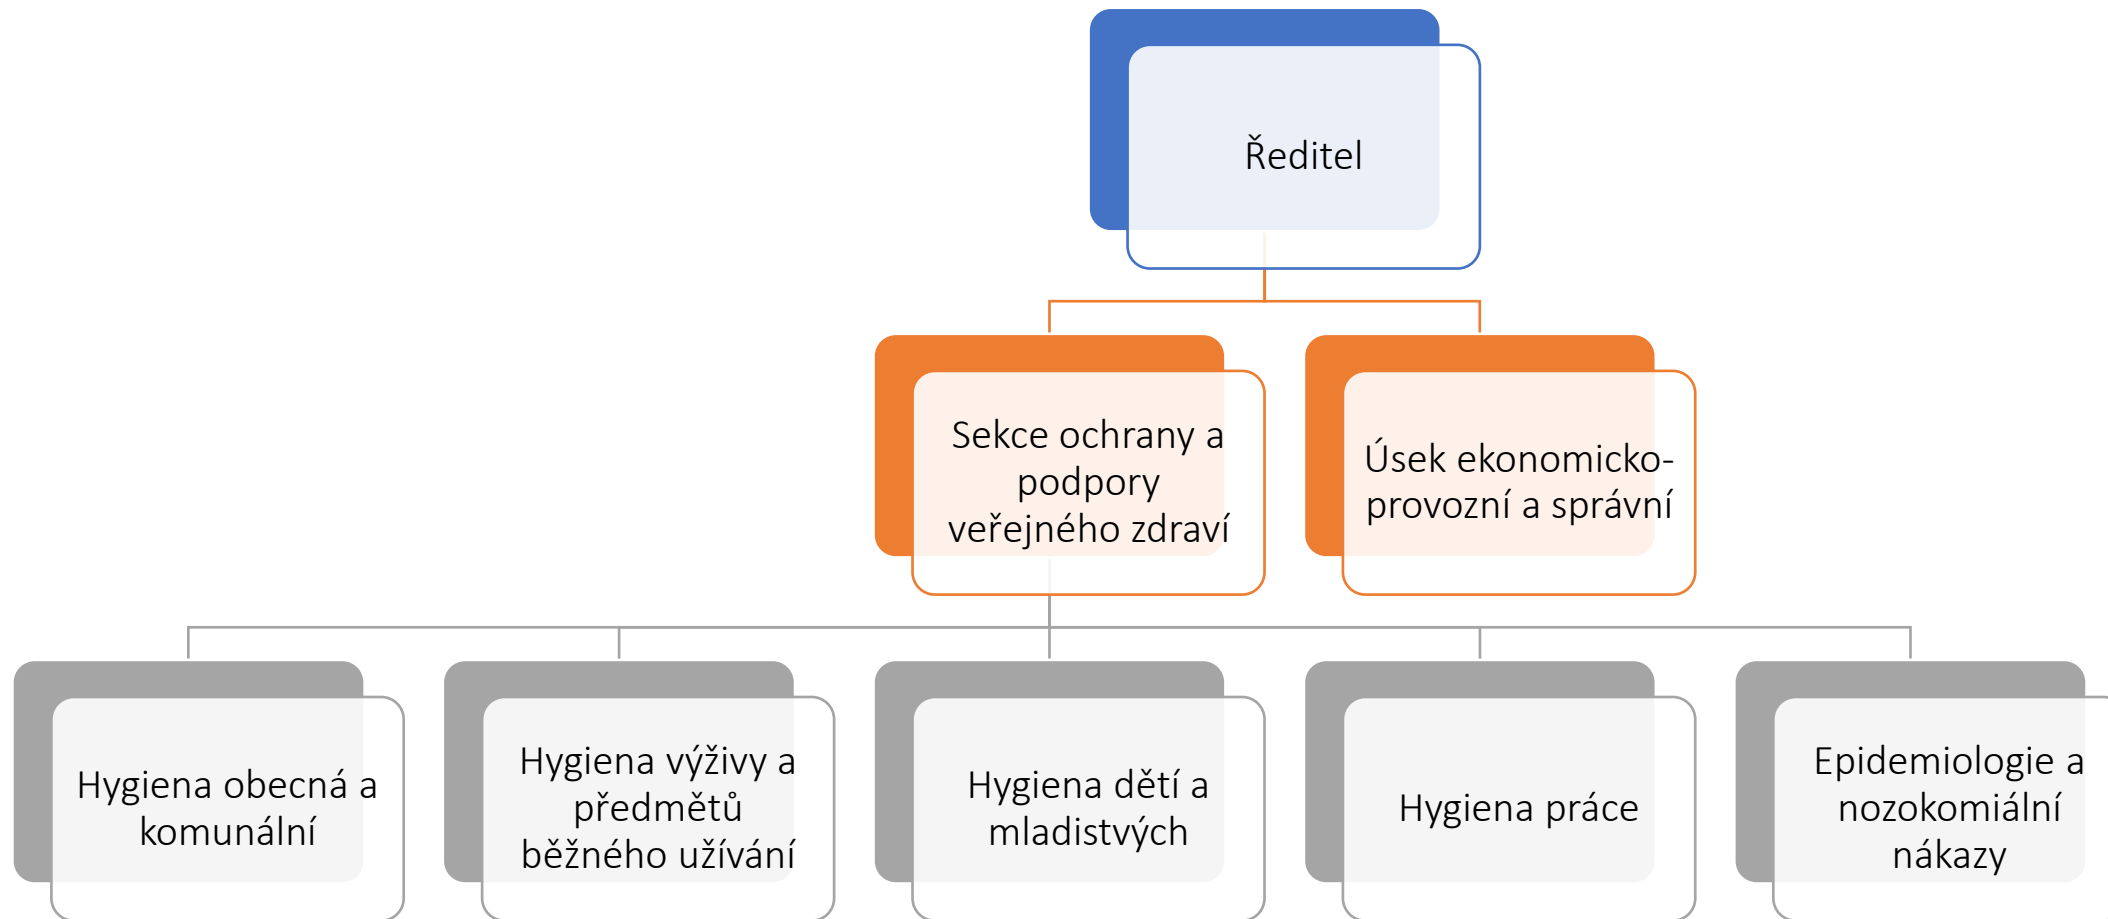 Ředitel
Sekce ochrany a
podpory
veřejného zdraví
Úsek ekonomicko-
provozní a správní
Hygiena obecná a
komunální
Hygiena výživy a
předmětů
běžného užívání
Hygiena dětí a
mladistvých
Hygiena práce
Epidemiologie a
nozokomiální
nákazy